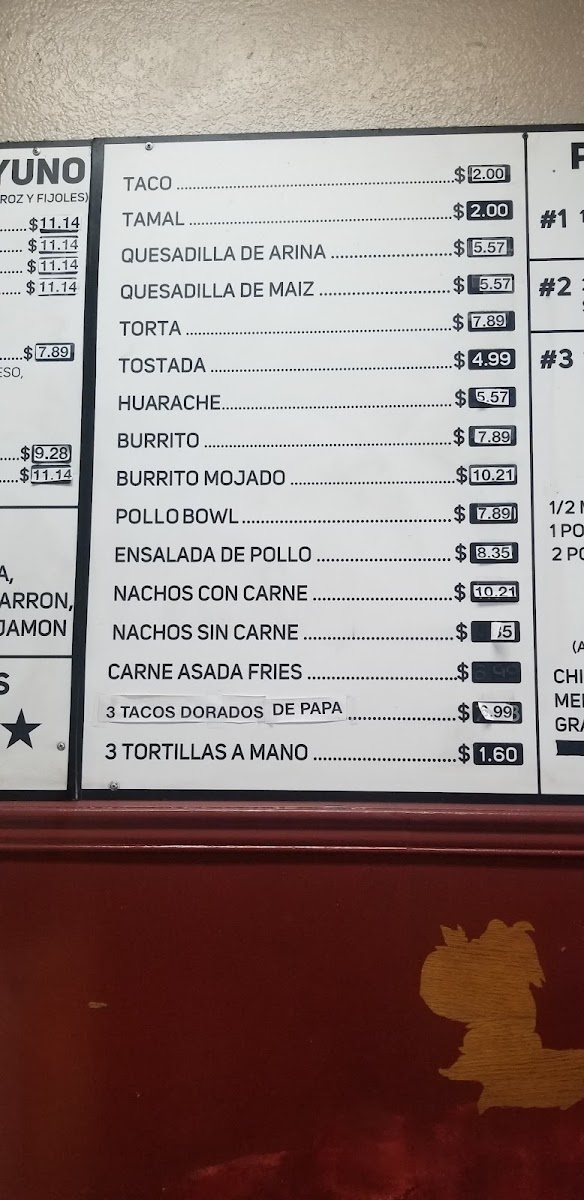 YUNO
ROZ Y FIJOLES)
$11.14
$11.14
$11.14
$11.14
$7.89
ESO,
$9.28
$11.14
A,
ARRON,
JAMON
S
TACO $2.00
TAMAL $2.00
QUESADILLA DE ARINA $5.57
QUESADILLA DE MAIZ $5.57
TORTA $7.89
TOSTADA $4.99
HUARACHE $5.57
BURRITO $7.89
BURRITO MOJADO $10.21
POLLO BOWL $7.89
ENSALADA DE POLLO $8.35
NACHOS CON CARNE $10.21
NACHOS SIN CARNE $
CARNE ASADA FRIES $
3 TACOS DORADOS DE PAPA $ .99
3 TORTILLAS A MANO $1.60
#1
#2
#3
1/2
1 PO
2 PO
(A
CHI
MEN
GRA